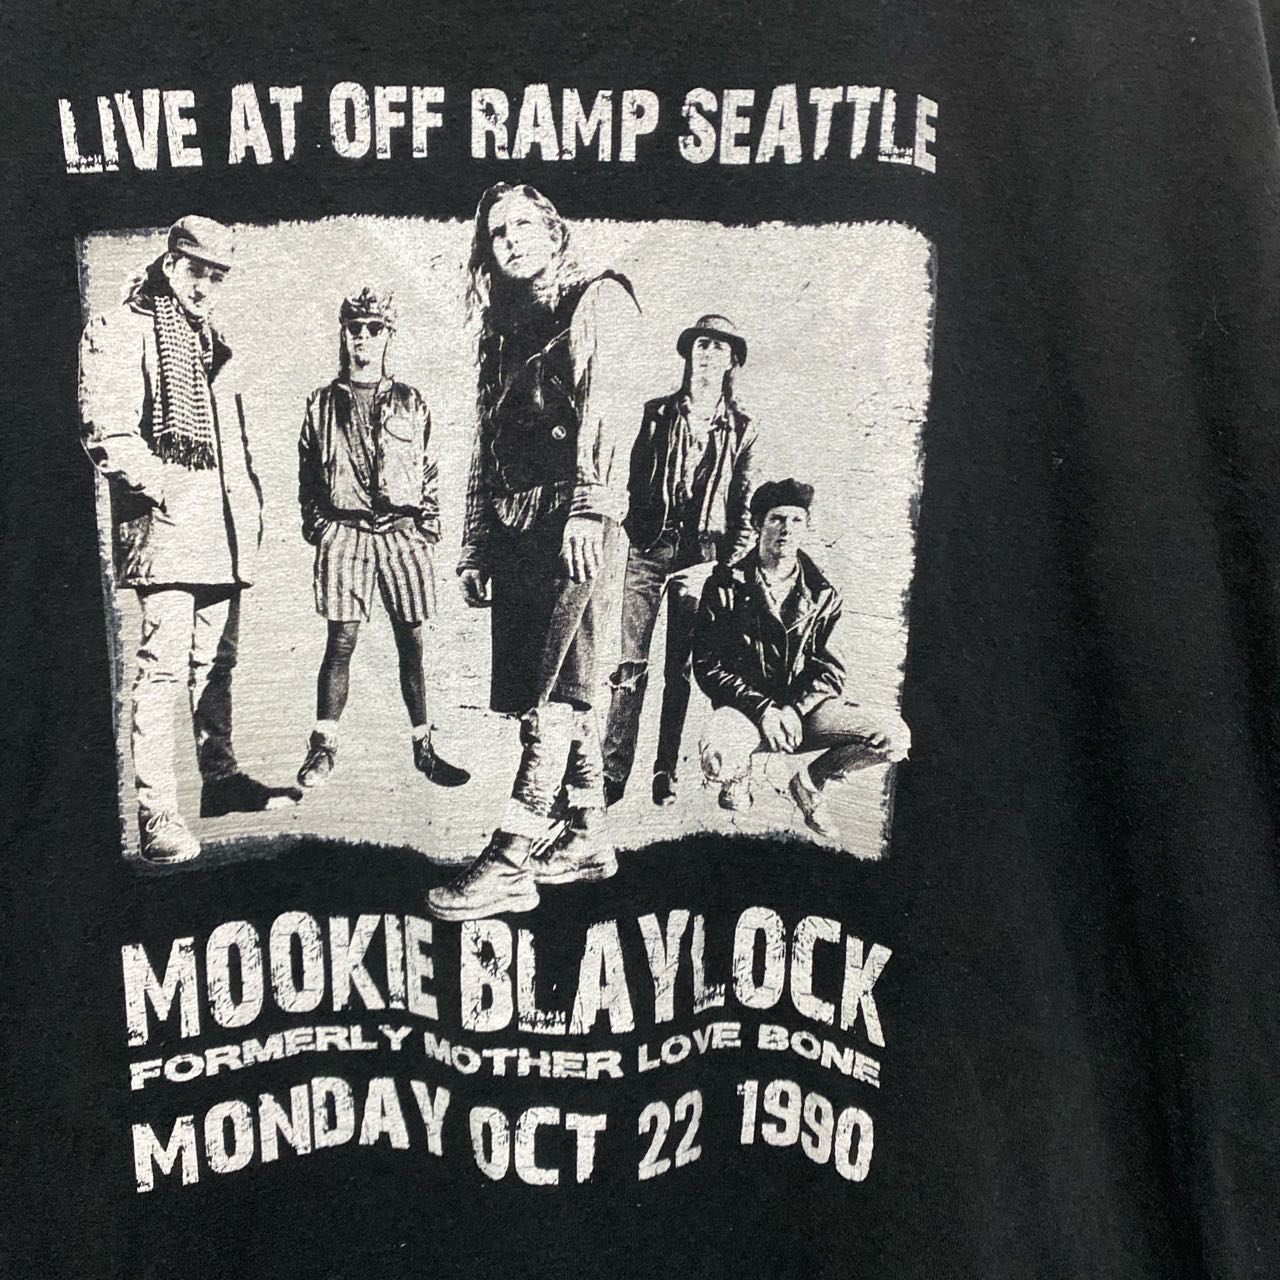 LIVE AT OFF RAMP SEATTLE
MOOKIE BLAYLOCK
FORMERLY MOTHER LOVE BONE
MONDAY OCT 22 1990